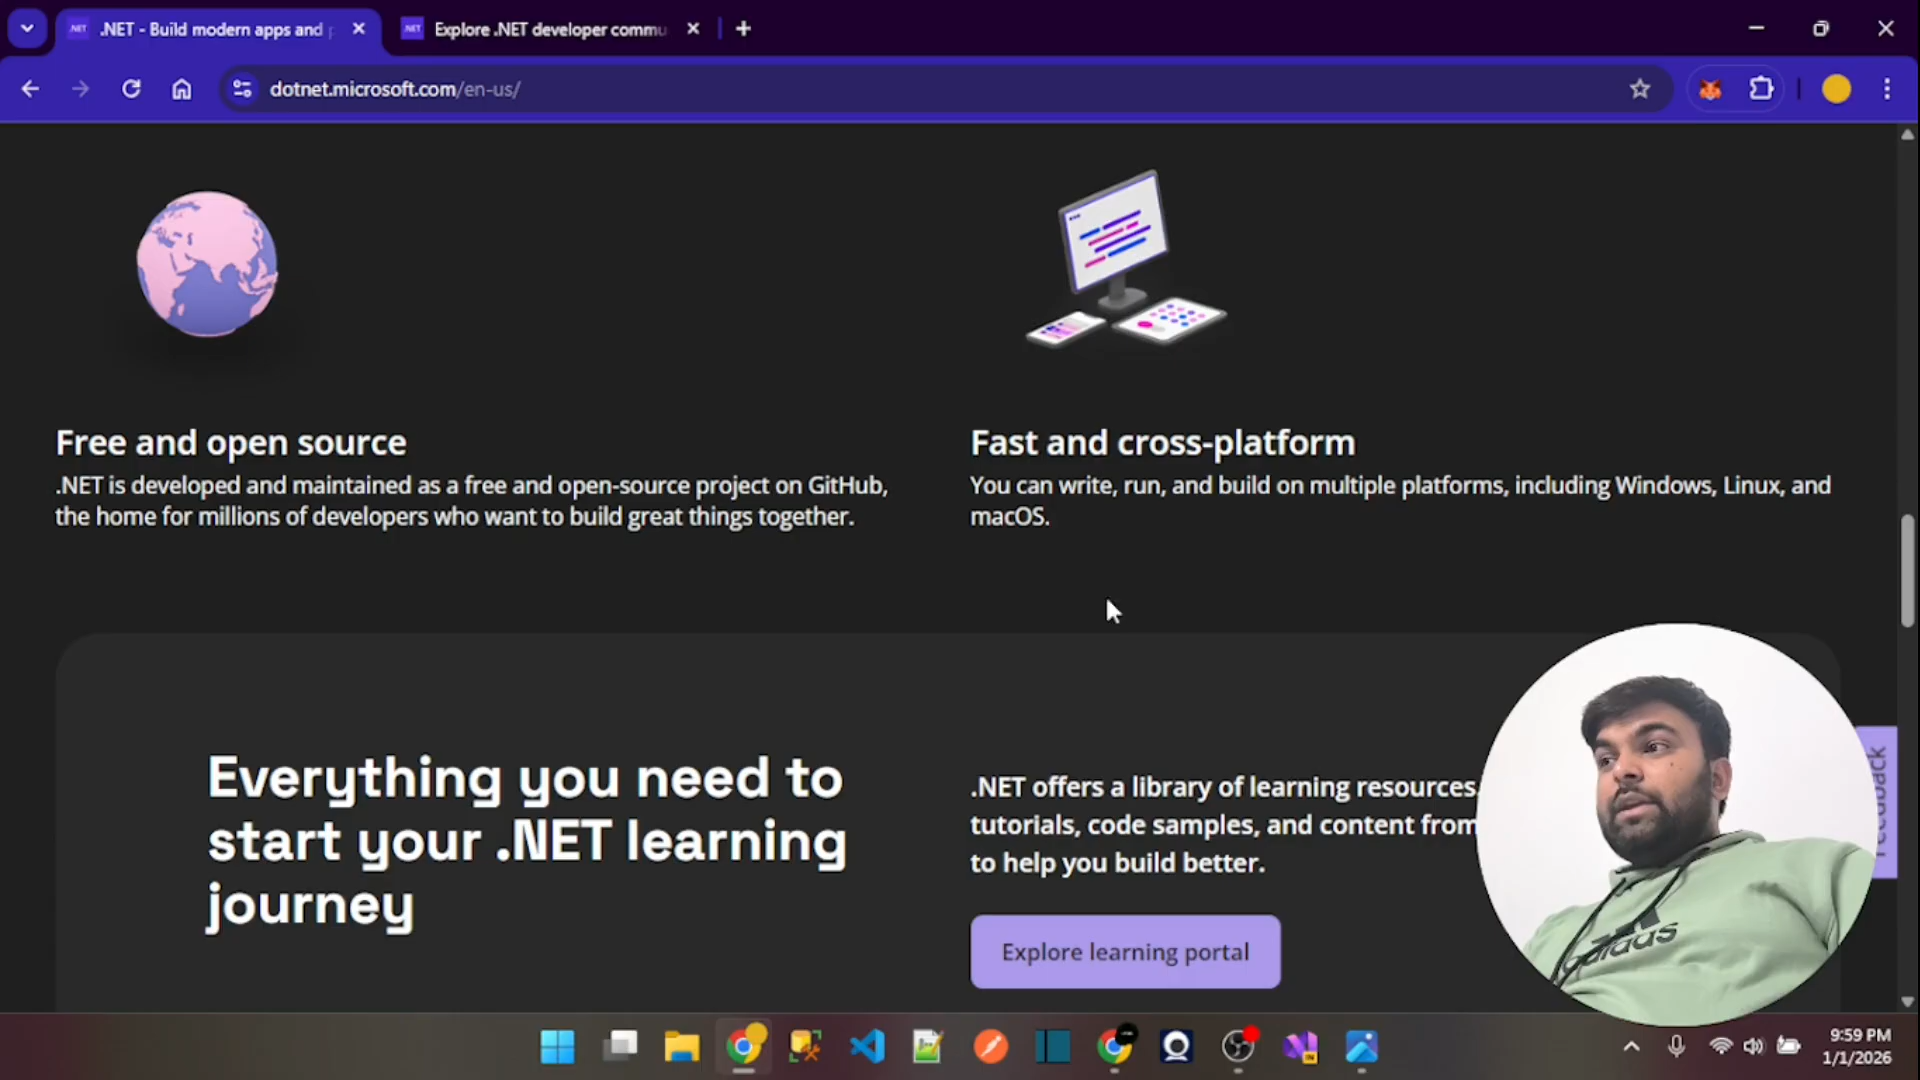 .NET - Build modern apps and
Explore .NET developer commu
dotnet.microsoft.com/en-us/
Free and open source
.NET is developed and maintained as a free and open-source project on GitHub,
the home for millions of developers who want to build great things together.
Fast and cross-platform
You can write, run, and build on multiple platforms, including Windows, Linux, and
macOS.
Everything you need to
start your .NET learning
journey
.NET offers a library of learning resources,
tutorials, code samples, and content from
to help you build better.
Explore learning portal
Feedback
adidas
9:59 PM
1/1/2026